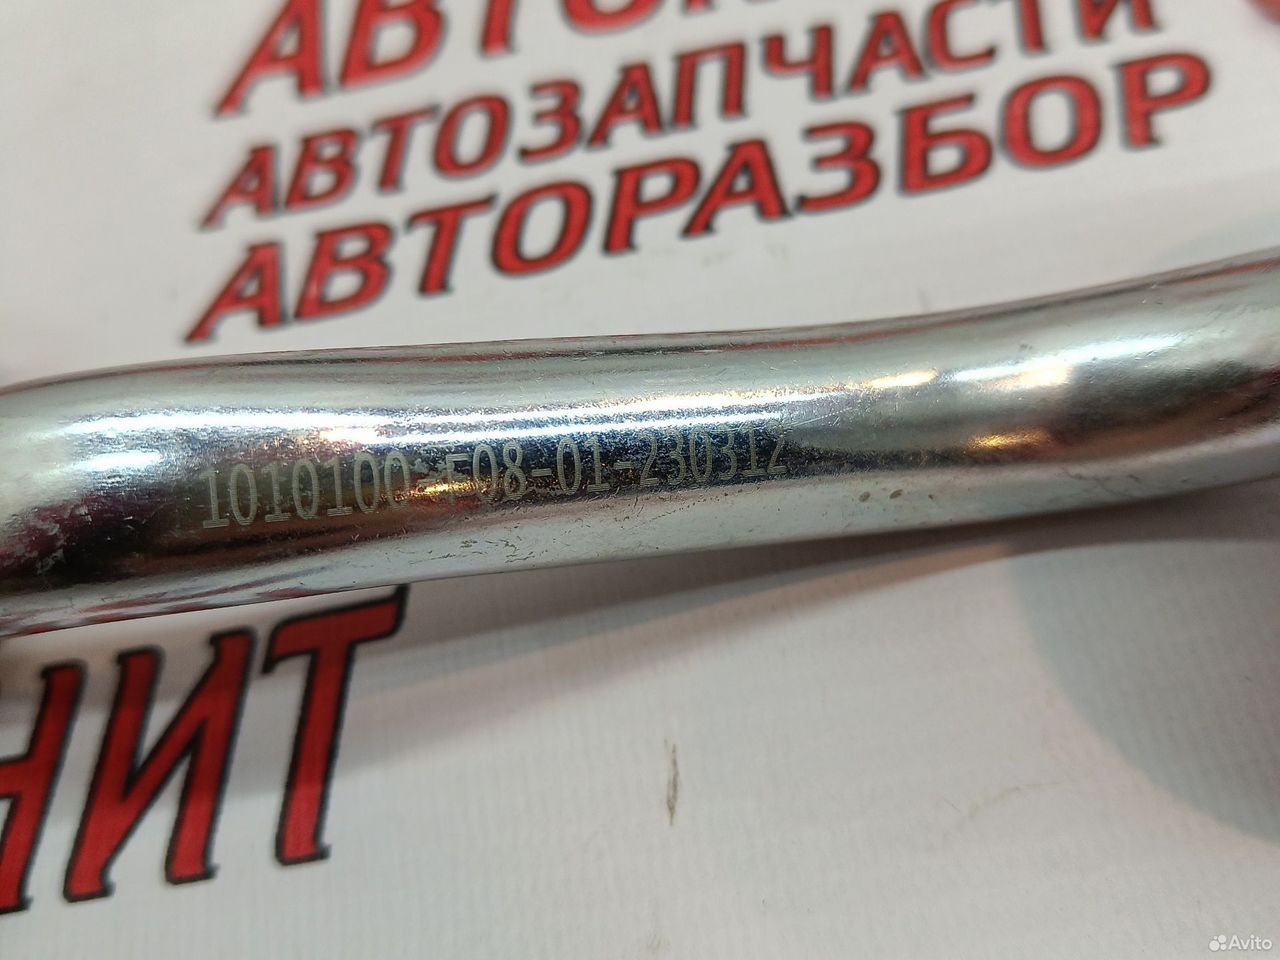 АВТОЗАПЧАСТИ
АВТОРАЗБОР
1010100-F08-01-230312
НИТ
Avito